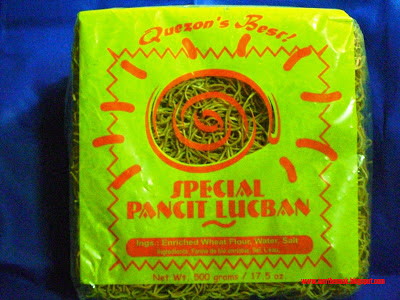 Quezon's Best!
SPECIAL
PANCIT LUCBAN
Ings.: Enriched Wheat Flour, Water, Salt
Net Wt. 500 grams / 17.5 oz.